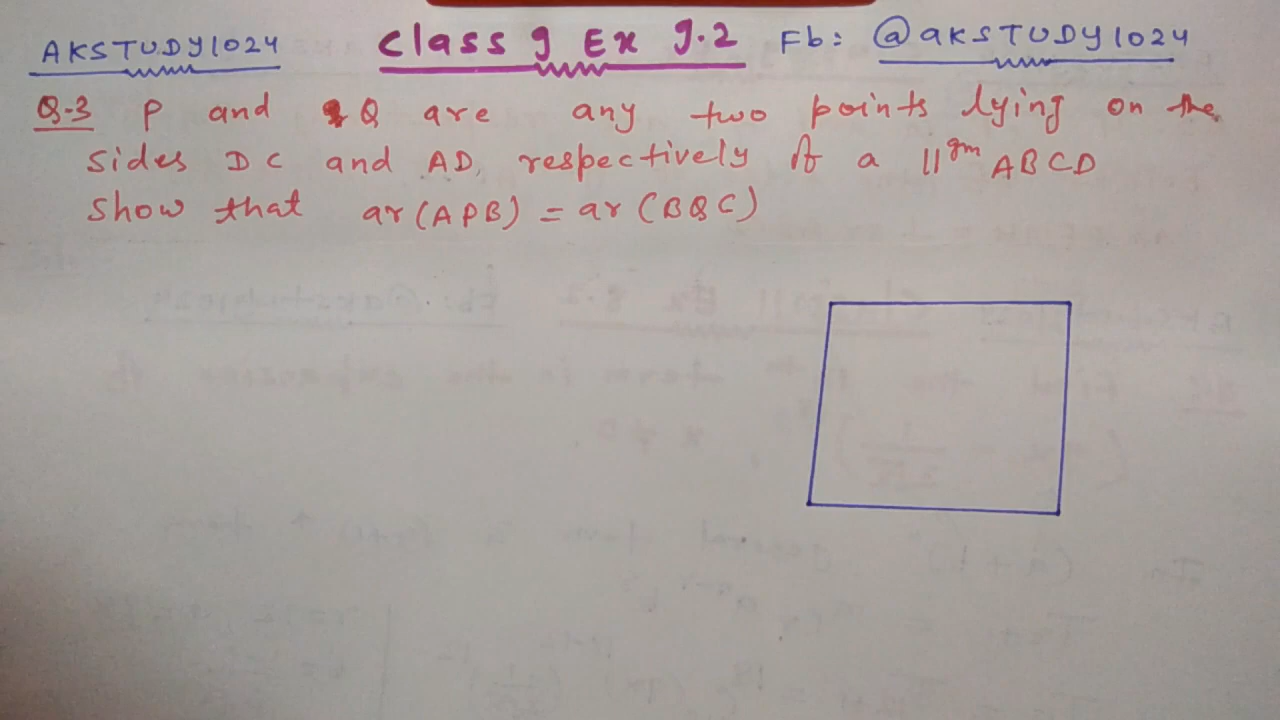 AKSTUDY1024 Class 9 Ex 9.2 Fb: @AKSTUDY1024
Q-3 P and Q are any two points lying on the
sides DC and AD, respectively of a ||gm ABCD
show that ar(APB) = ar(BQC)